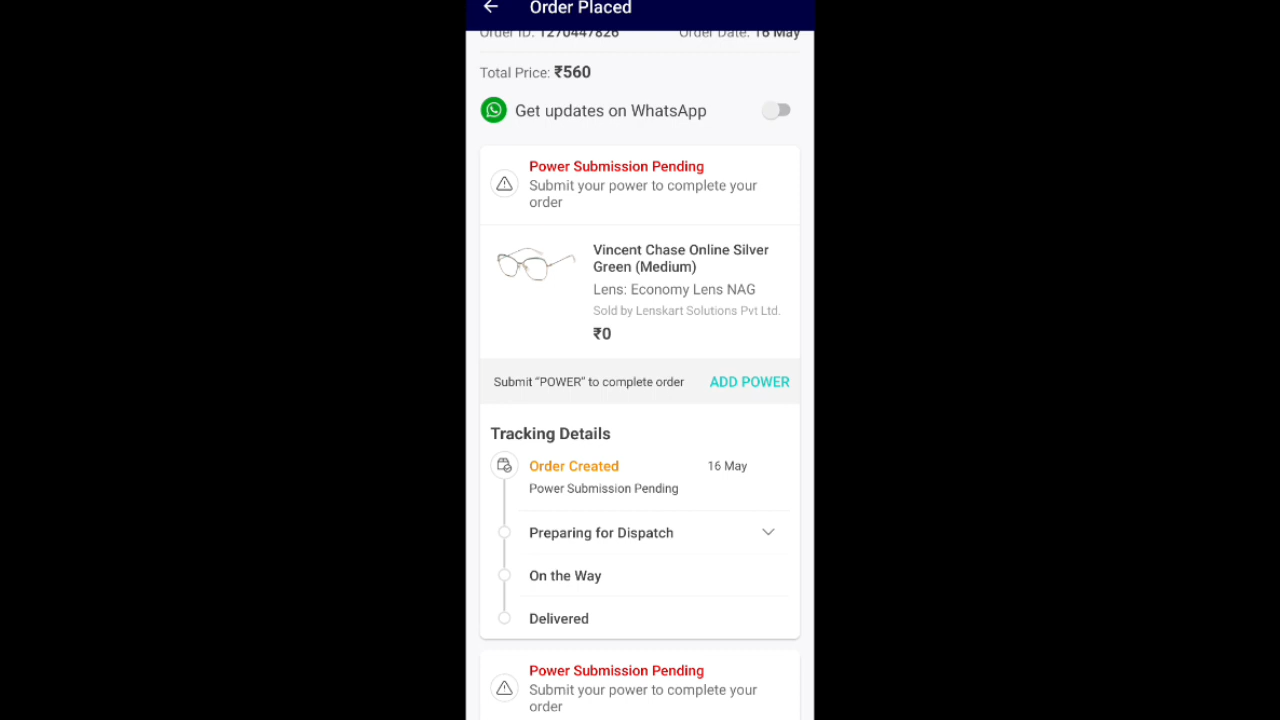 Order Placed
Order ID: 1270447826 Order Date: 16 May
Total Price: ₹560
Get updates on WhatsApp
Power Submission Pending
Submit your power to complete your
order
Vincent Chase Online Silver
Green (Medium)
Lens: Economy Lens NAG
Sold by Lenskart Solutions Pvt Ltd.
₹0
Submit “POWER” to complete order ADD POWER
Tracking Details
Order Created 16 May
Power Submission Pending
Preparing for Dispatch
On the Way
Delivered
Power Submission Pending
Submit your power to complete your
order